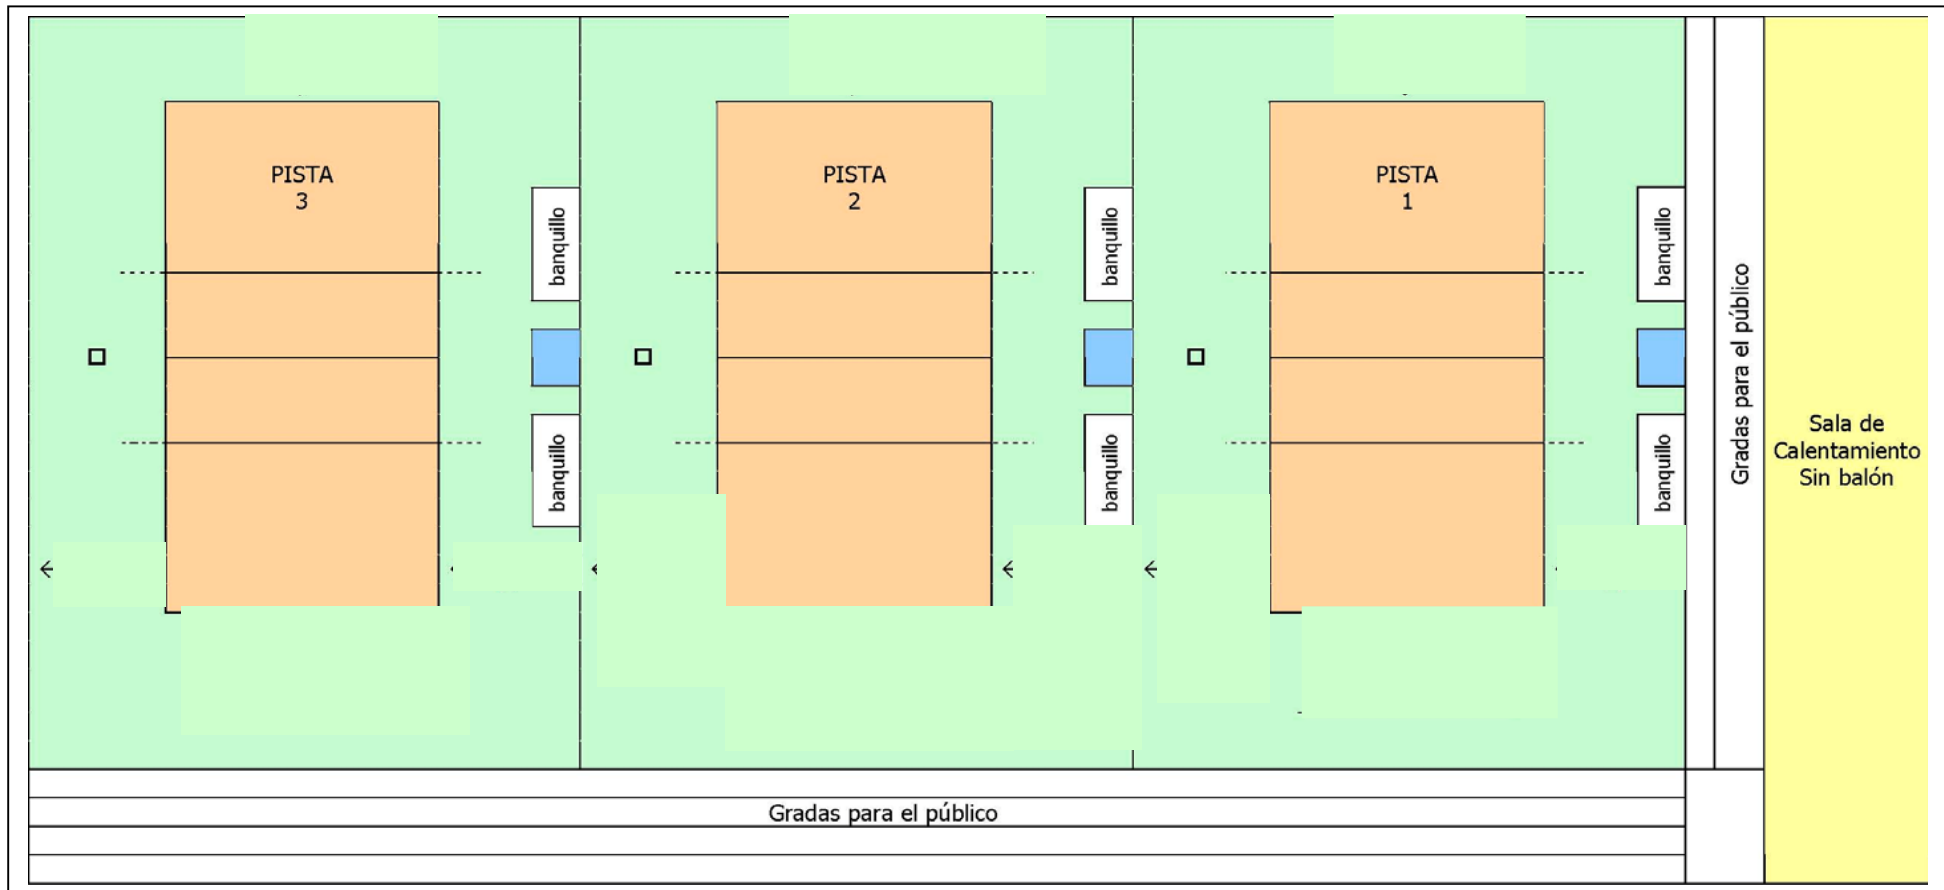 PISTA
3
PISTA
2
PISTA
1
banquillo
banquillo
banquillo
banquillo
banquillo
banquillo
Gradas para el público
Sala de
Calentamiento
Sin balón
Gradas para el público